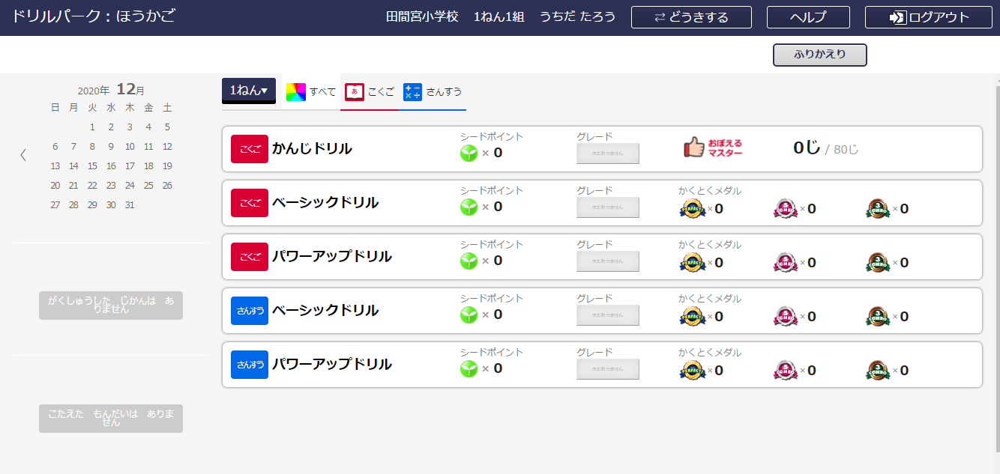 ドリルパーク：ほうかご
田間宮小学校 1ねん1組 うちだ たろう
どうきする
ヘルプ
ログアウト
ふりかえり
2020年 12月
日 月 火 水 木 金 土
1 2 3 4 5
6 7 8 9 10 11 12
13 14 15 16 17 18 19
20 21 22 23 24 25 26
27 28 29 30 31
がくしゅうした じかんは あ
りません
こたえた もんだいは ありま
せん
1ねん▾
すべて
あ こくご
さんすう
こくご かんじドリル
シードポイント
× 0
グレード
まだありません
おぼえる
マスター
0じ / 80じ
こくご ベーシックドリル
シードポイント
× 0
グレード
まだありません
かくとくメダル
PERFECT! ×0
5 COMBO ×0
3 COMBO ×0
こくご パワーアップドリル
シードポイント
× 0
グレード
まだありません
かくとくメダル
PERFECT! ×0
5 COMBO ×0
3 COMBO ×0
さんすう ベーシックドリル
シードポイント
× 0
グレード
まだありません
かくとくメダル
PERFECT! ×0
5 COMBO ×0
3 COMBO ×0
さんすう パワーアップドリル
シードポイント
× 0
グレード
まだありません
かくとくメダル
PERFECT! ×0
5 COMBO ×0
3 COMBO ×0